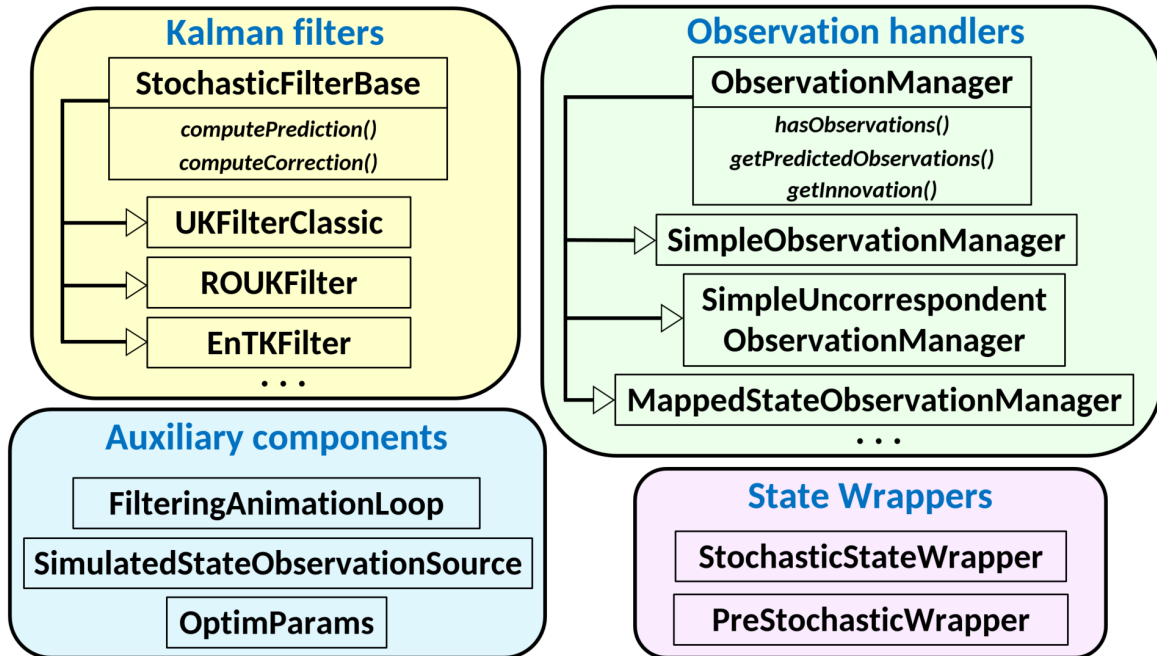 Kalman filters
StochasticFilterBase
computePrediction()
computeCorrection()
UKFilterClassic
ROUKFilter
EnTKFilter
...
Observation handlers
ObservationManager
hasObservations()
getPredictedObservations()
getInnovation()
SimpleObservationManager
SimpleUncorrespondent
ObservationManager
MappedStateObservationManager
...
Auxiliary components
FilteringAnimationLoop
SimulatedStateObservationSource
OptimParams
State Wrappers
StochasticStateWrapper
PreStochasticWrapper